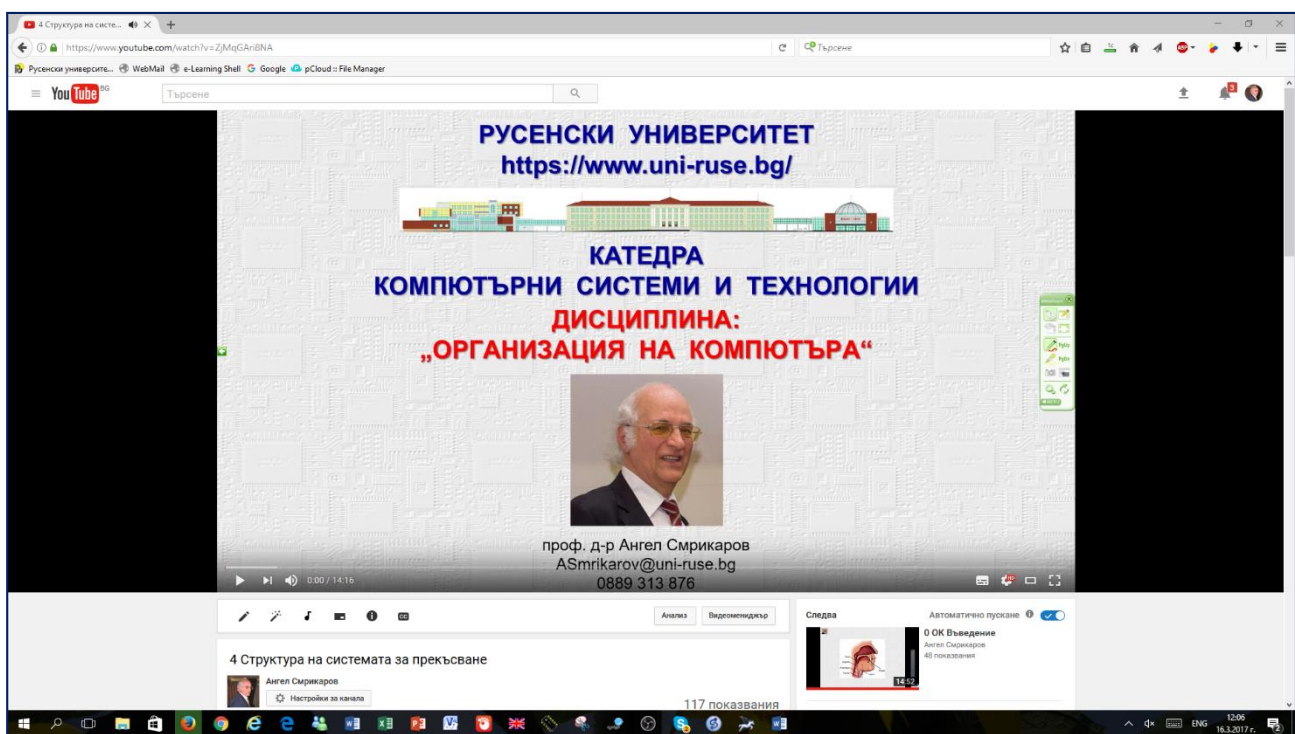 4 Структура на систе...
https://www.youtube.com/watch?v=ZjMqGAri8NA
Търсене
Русенски университе...
WebMail
e-Learning Shell
Google
pCloud :: File Manager
YouTube BG
Търсене
3
РУСЕНСКИ УНИВЕРСИТЕТ
https://www.uni-ruse.bg/
КАТЕДРА
КОМПЮТЪРНИ СИСТЕМИ И ТЕХНОЛОГИИ
ДИСЦИПЛИНА:
„ОРГАНИЗАЦИЯ НА КОМПЮТЪРА“
проф. д-р Ангел Смрикаров
ASmrikarov@uni-ruse.bg
0889 313 876
0:00 / 14:16
HD
Анализ
Видеомениджър
4 Структура на системата за прекъсване
Ангел Смрикаров
Настройки за канала
117 показвания
Следва
Автоматично пускане
0 ОК Въведение
Ангел Смрикаров
48 показвания
14:52
ENG
12:06
16.3.2017 г.